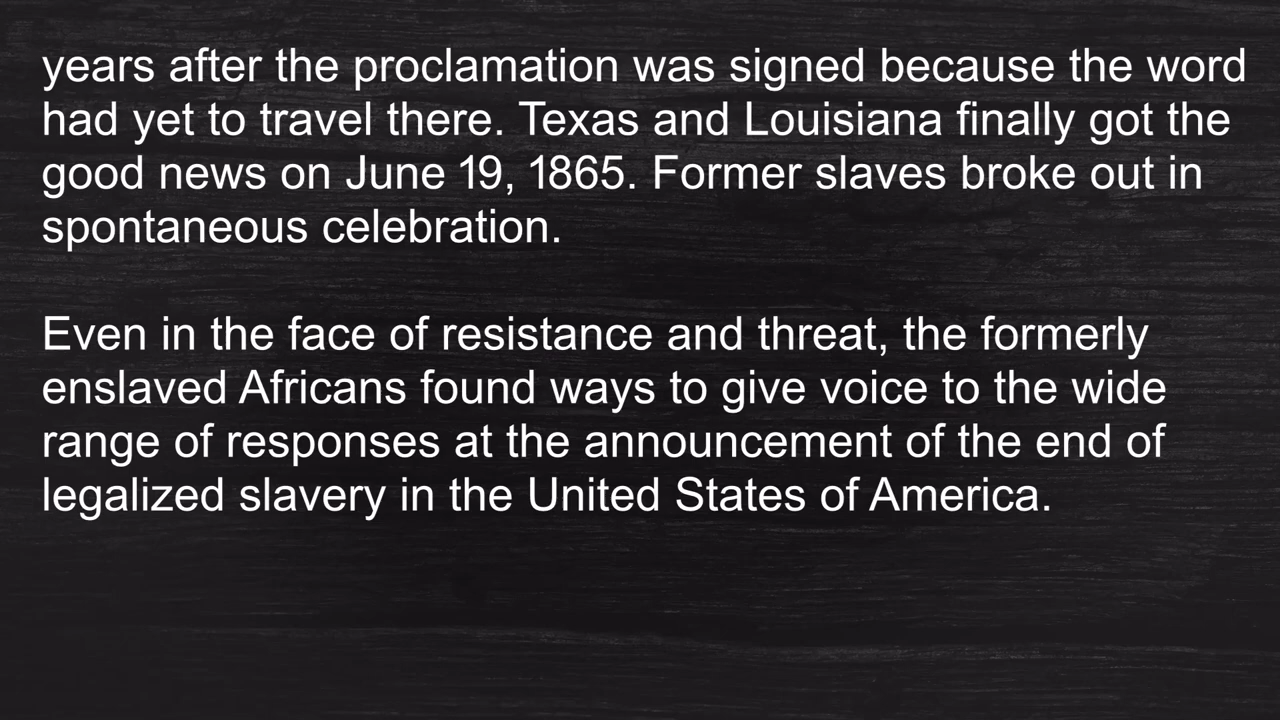 years after the proclamation was signed because the word
had yet to travel there. Texas and Louisiana finally got the
good news on June 19, 1865. Former slaves broke out in
spontaneous celebration.
Even in the face of resistance and threat, the formerly
enslaved Africans found ways to give voice to the wide
range of responses at the announcement of the end of
legalized slavery in the United States of America.